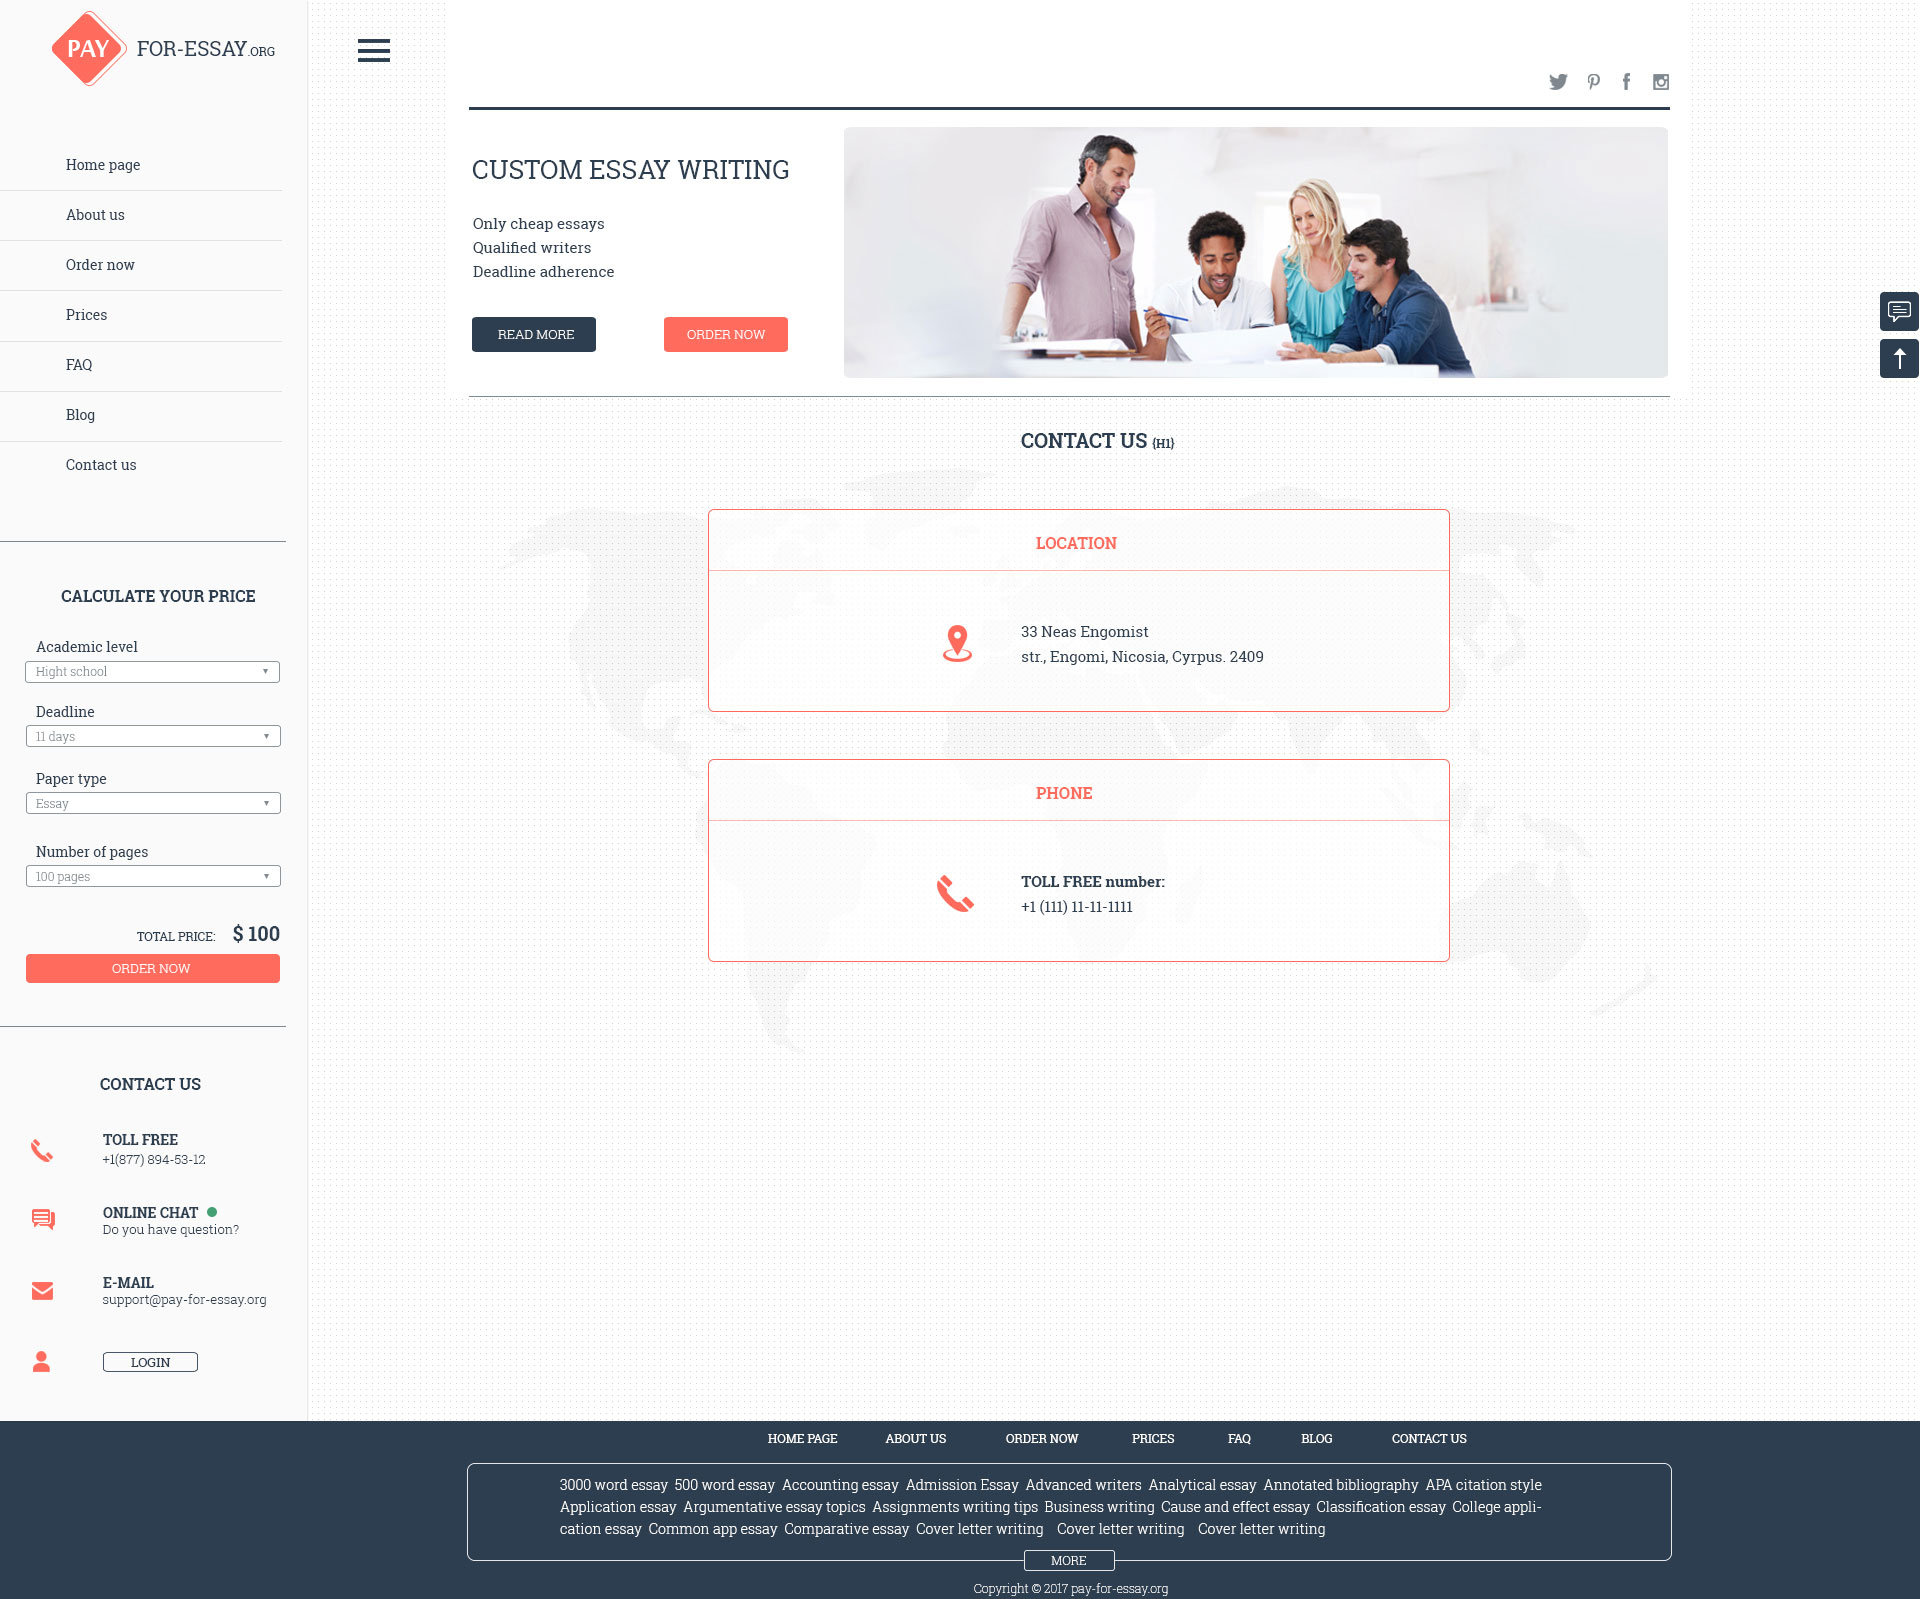 PAY FOR-ESSAY.ORG
Home page
About us
Order now
Prices
FAQ
Blog
Contact us
CALCULATE YOUR PRICE
Academic level
Hight school
Deadline
11 days
Paper type
Essay
Number of pages
100 pages
TOTAL PRICE: $ 100
ORDER NOW
CONTACT US
TOLL FREE
+1(877) 894-53-12
ONLINE CHAT
Do you have question?
E-MAIL
support@pay-for-essay.org
LOGIN
CUSTOM ESSAY WRITING
Only cheap essays
Qualified writers
Deadline adherence
READ MORE ORDER NOW
CONTACT US {H1}
LOCATION
33 Neas Engomist
str., Engomi, Nicosia, Cyrpus. 2409
PHONE
TOLL FREE number:
+1 (111) 11-11-1111
HOME PAGE ABOUT US ORDER NOW PRICES FAQ BLOG CONTACT US
3000 word essay 500 word essay Accounting essay Admission Essay Advanced writers Analytical essay Annotated bibliography APA citation style
Application essay Argumentative essay topics Assignments writing tips Business writing Cause and effect essay Classification essay College appli-
cation essay Common app essay Comparative essay Cover letter writing Cover letter writing Cover letter writing
MORE
Copyright © 2017 pay-for-essay.org